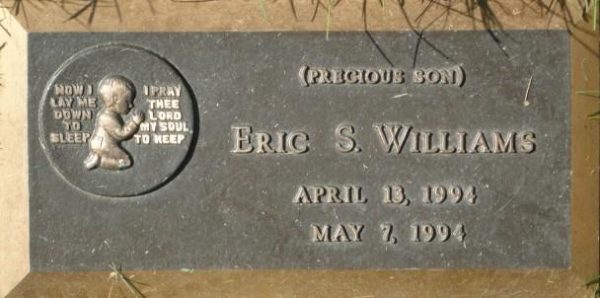 NOW I
LAY ME
DOWN
TO
SLEEP
I PRAY
THEE
LORD
MY SOUL
TO KEEP
(PRECIOUS SON)
ERIC S. WILLIAMS
APRIL 13, 1994
MAY 7, 1994